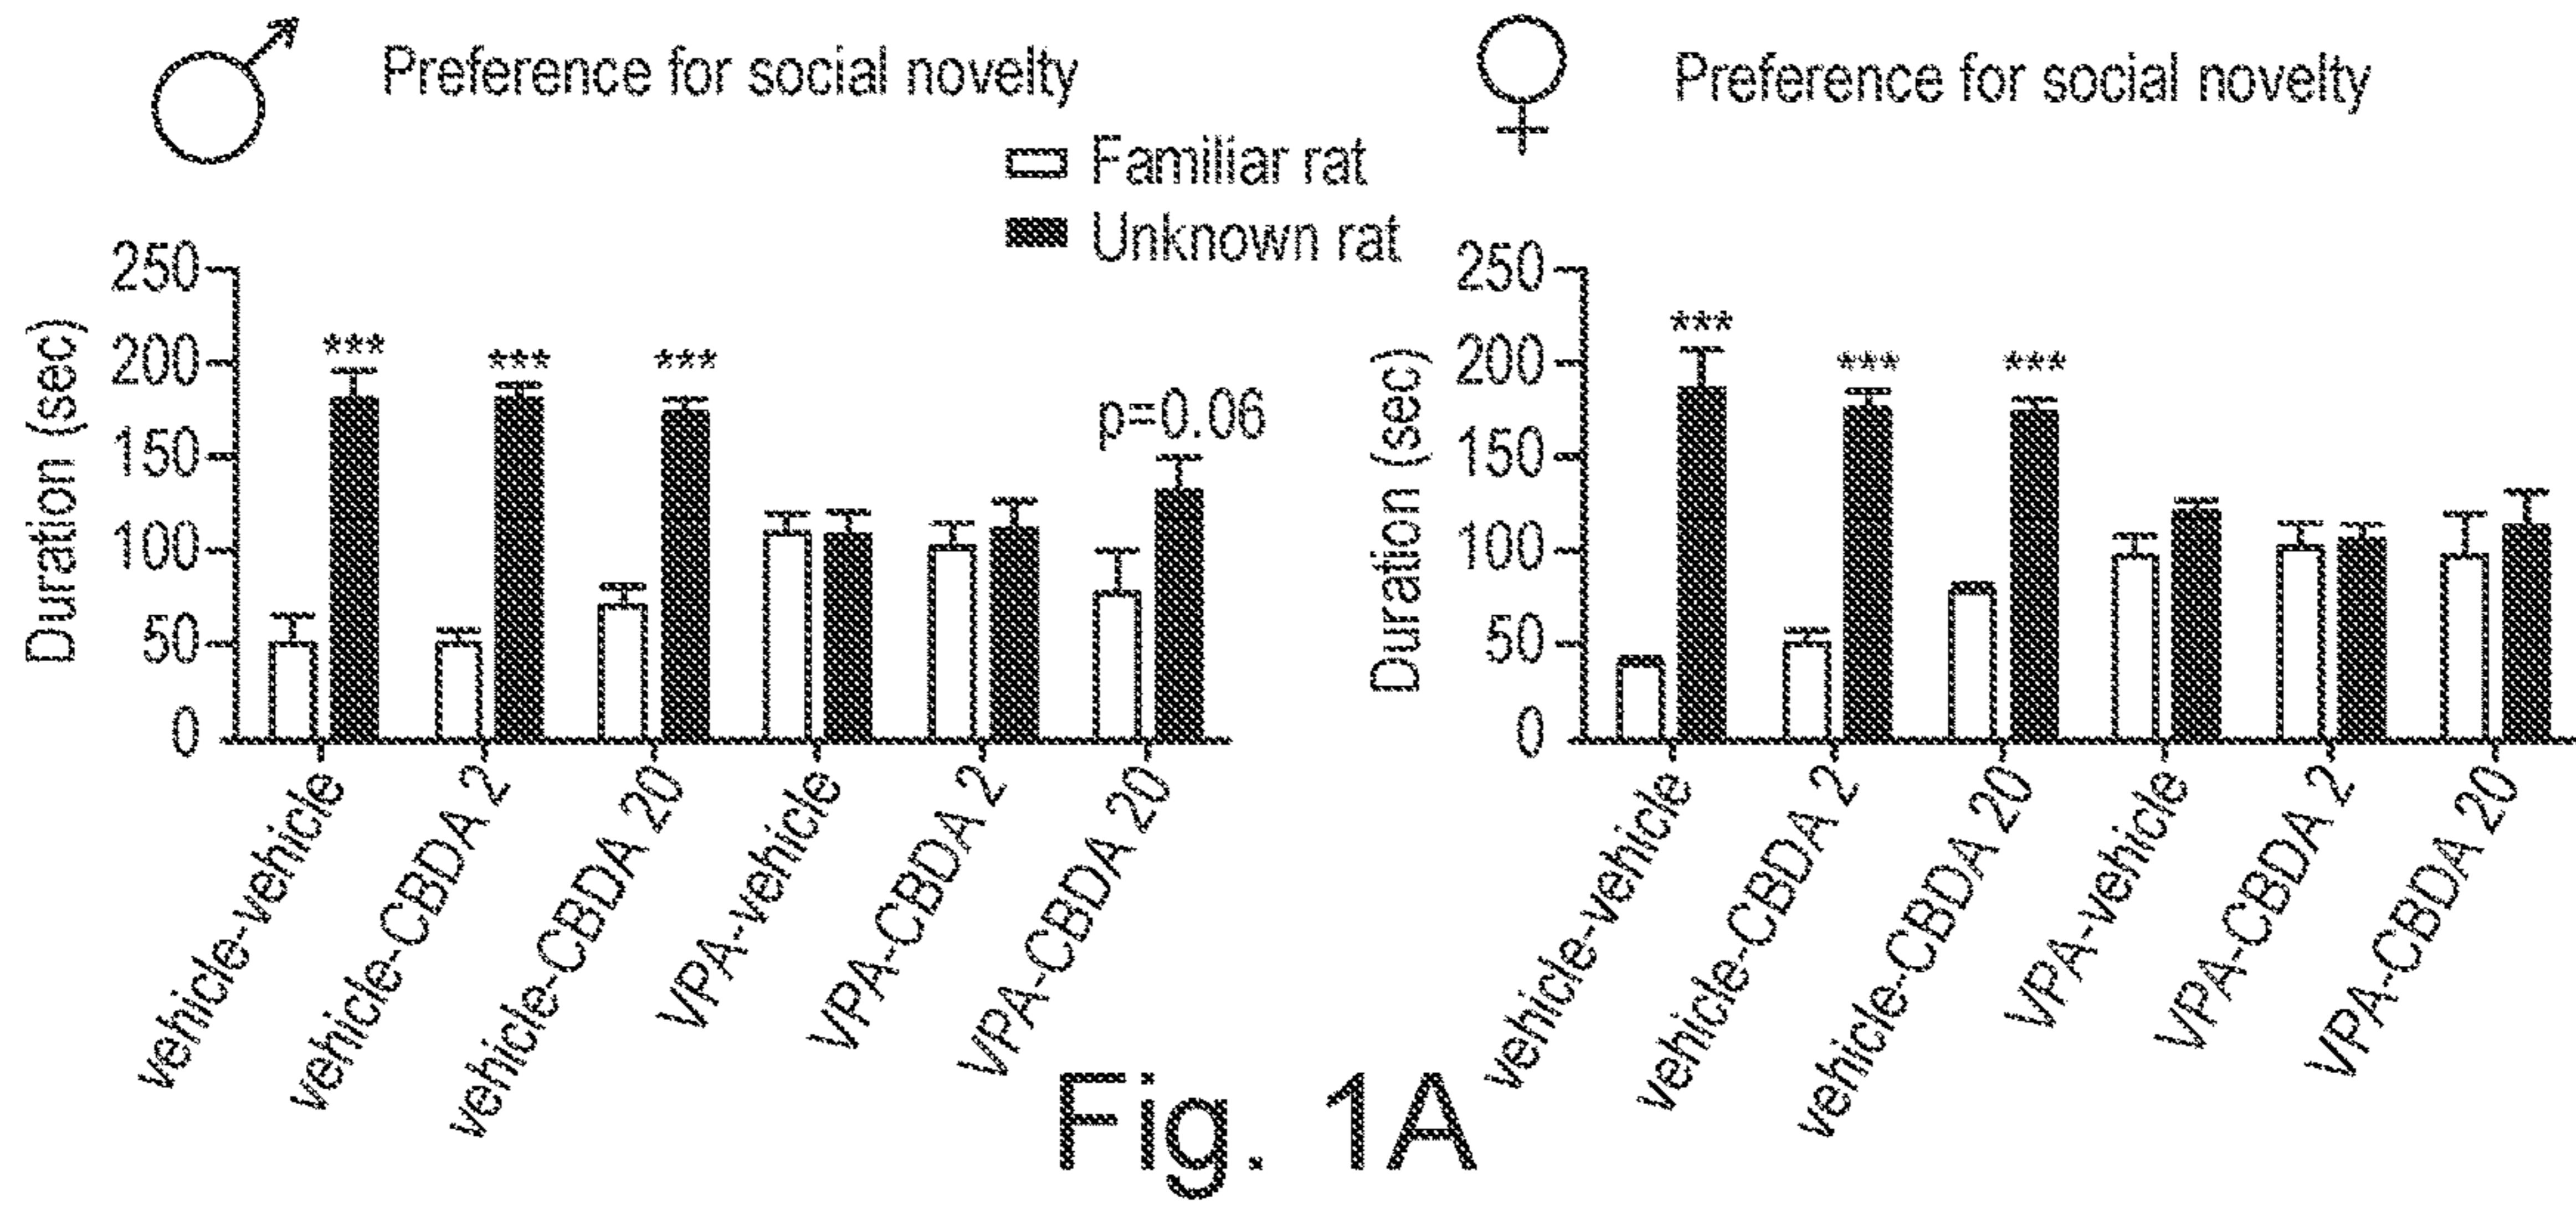 ♂ Preference for social novelty
Familiar rat
Unknown rat
Duration (sec)
250
200
150
100
50
0
***
***
***
p=0.06
vehicle-vehicle
vehicle-CBDA 2
vehicle-CBDA 20
VPA-vehicle
VPA-CBDA 2
VPA-CBDA 20
♀ Preference for social novelty
Duration (sec)
250
200
150
100
50
0
***
***
***
vehicle-vehicle
vehicle-CBDA 2
vehicle-CBDA 20
VPA-vehicle
VPA-CBDA 2
VPA-CBDA 20
Fig. 1A